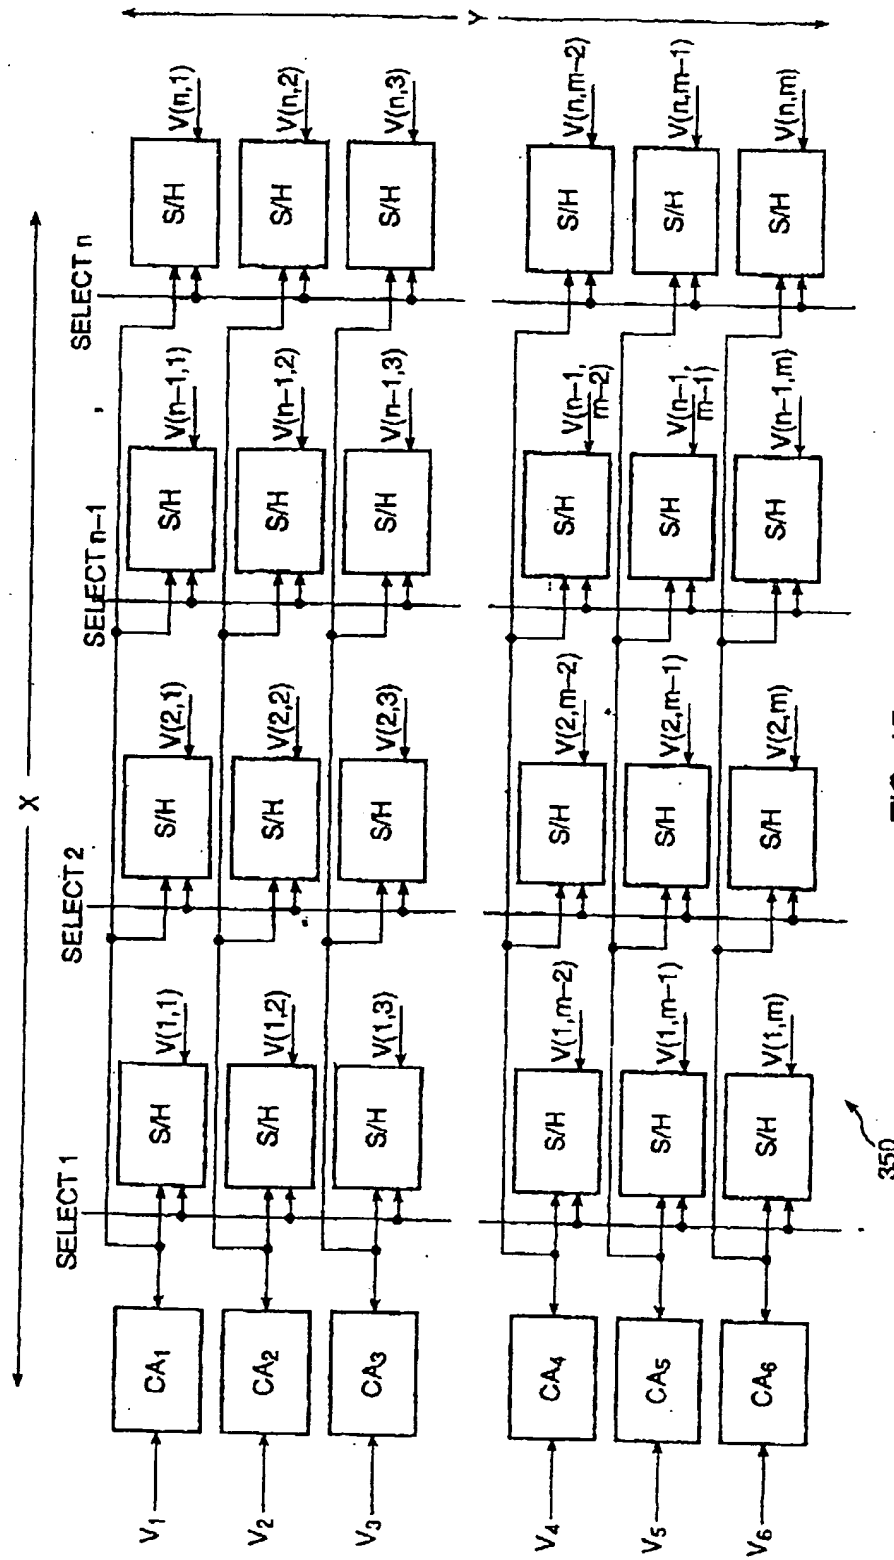 X
Y
SELECT 1
SELECT 2
SELECT n-1
SELECT n
V1
CA1
S/H
V(1,1)
S/H
V(2,1)
S/H
V(n-1,1)
S/H
V(n,1)
V2
CA2
S/H
V(1,2)
S/H
V(2,2)
S/H
V(n-1,2)
S/H
V(n,2)
V3
CA3
S/H
V(1,3)
S/H
V(2,3)
S/H
V(n-1,3)
S/H
V(n,3)
V4
CA4
S/H
V(1,m-2)
S/H
V(2,m-2)
S/H
V(n-1,
m-2)
S/H
V(n,m-2)
V5
CA5
S/H
V(1,m-1)
S/H
V(2,m-1)
S/H
V(n-1,
m-1)
S/H
V(n,m-1)
V6
CA6
S/H
V(1,m)
S/H
V(2,m)
S/H
V(n-1,m)
S/H
V(n,m)
350